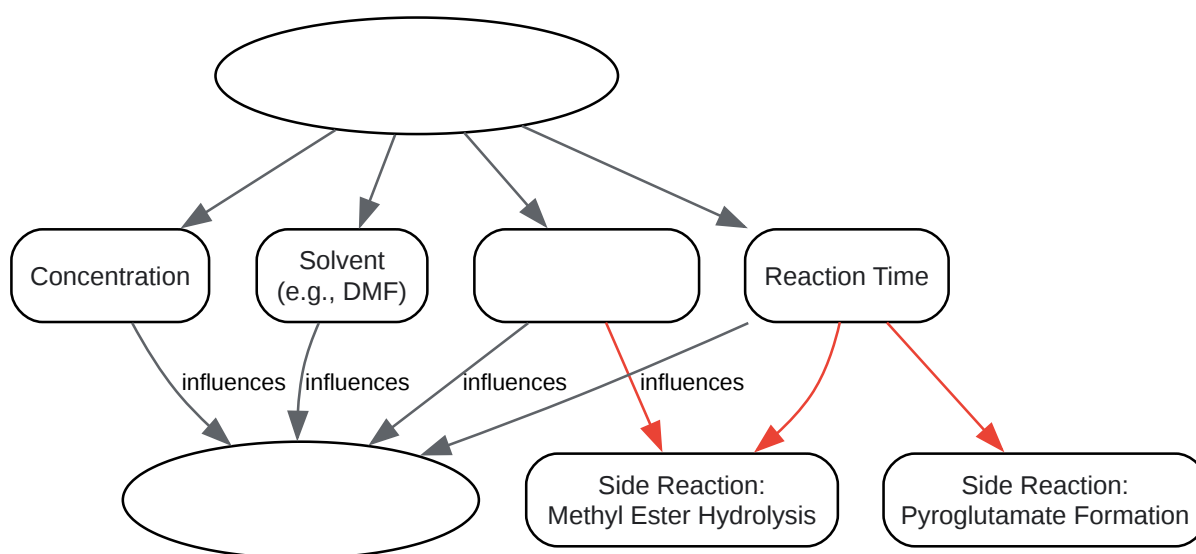 Concentration
Solvent
(e.g., DMF)
Reaction Time
influences
influences
influences
influences
Side Reaction:
Methyl Ester Hydrolysis
Side Reaction:
Pyroglutamate Formation